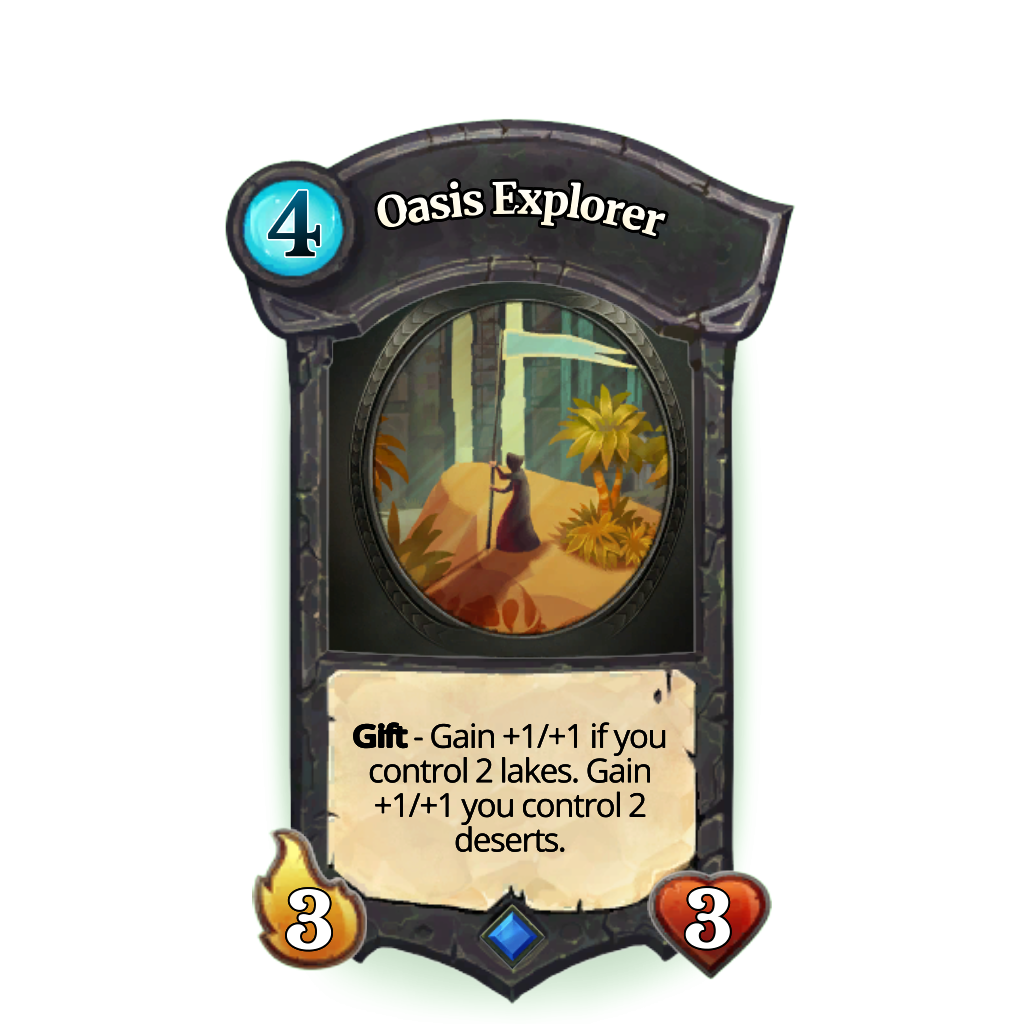 4
Oasis Explorer
Gift - Gain +1/+1 if you
control 2 lakes. Gain
+1/+1 you control 2
deserts.
3
3